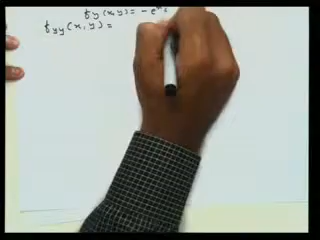 fy(x,y) = -e^x
fyy(x,y) =